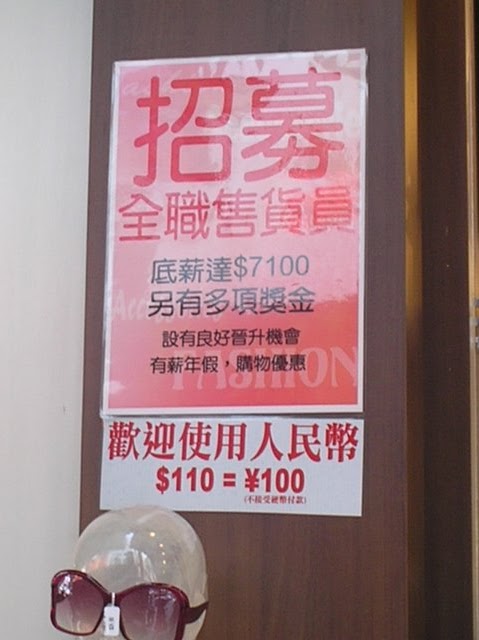 招募
全職售貨員
底薪達$7100
另有多項獎金
設有良好晉升機會
有薪年假，購物優惠
FASHION
歡迎使用人民幣
$110 = ¥100
(不接受硬幣付款)